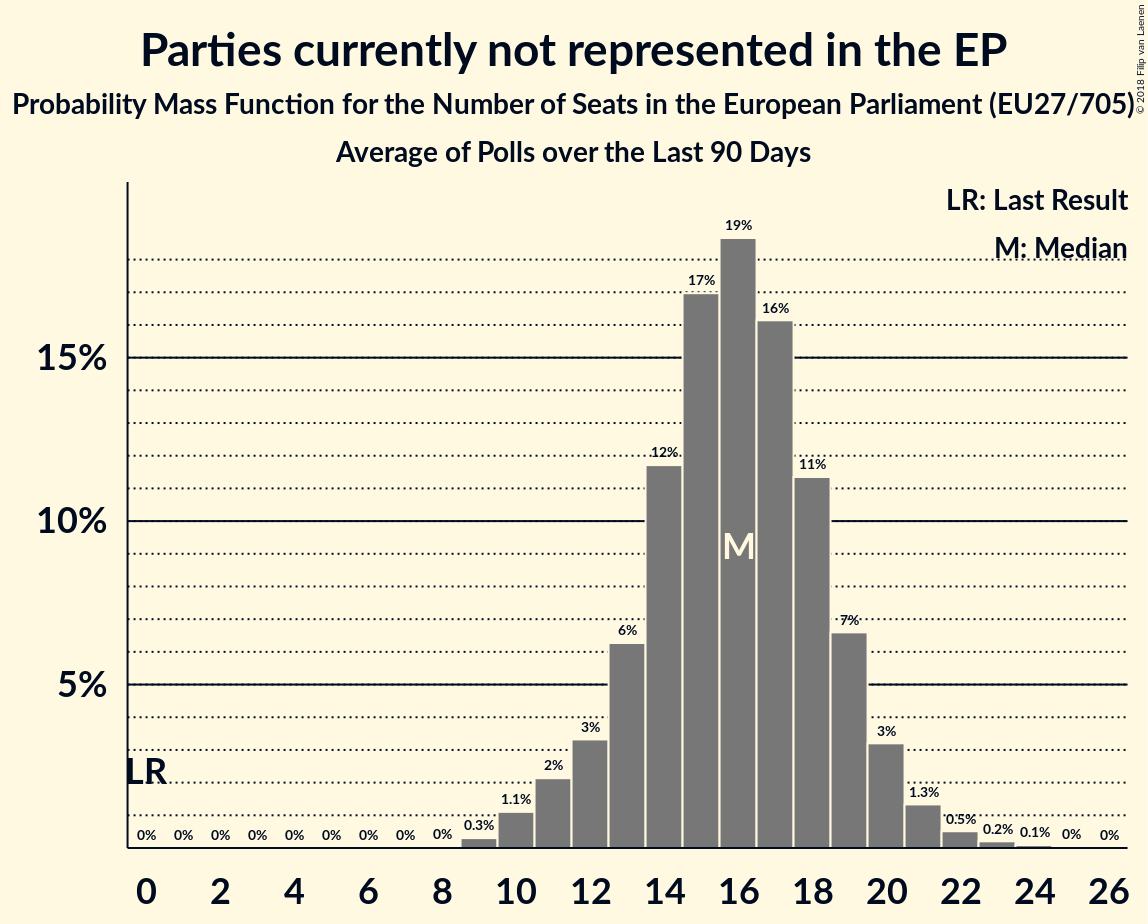 Parties currently not represented in the EP
Probability Mass Function for the Number of Seats in the European Parliament (EU27/705)
Average of Polls over the Last 90 Days
© 2018 Filip van Laenen
LR: Last Result
M: Median
19%
17%
16%
15%
12%
11%
10%
M
7%
6%
5%
3%
3%
LR
2%
1.3%
1.1%
0% 0% 0% 0% 0% 0% 0% 0% 0% 0.3% 0.5% 0.2% 0.1% 0% 0%
0 2 4 6 8 10 12 14 16 18 20 22 24 26